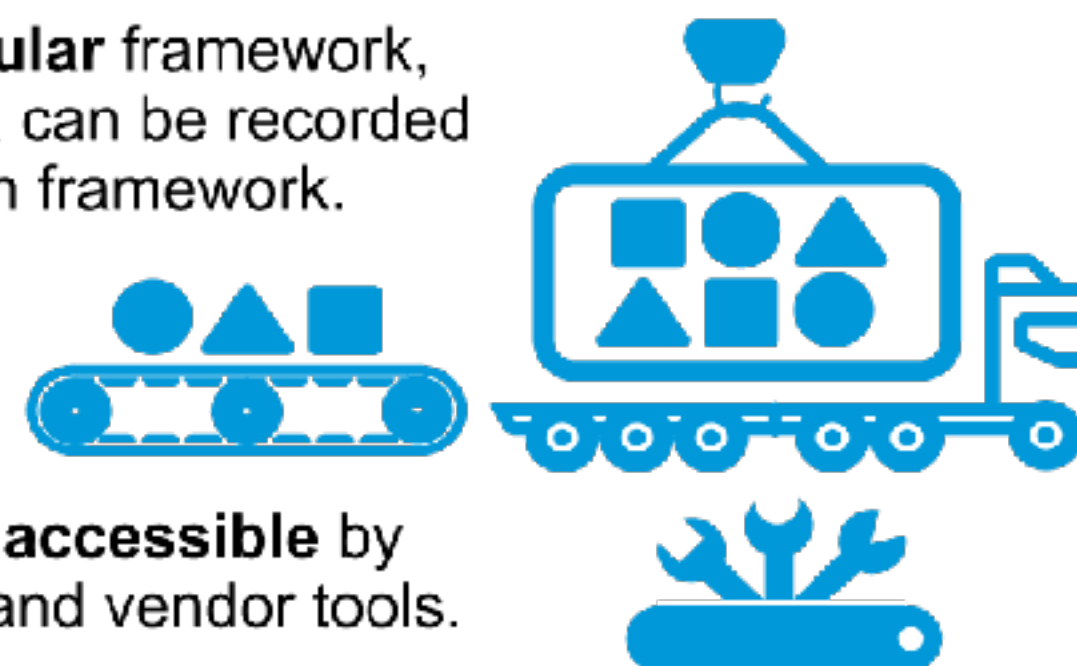 ular framework,
can be recorded
framework.
accessible by
and vendor tools.